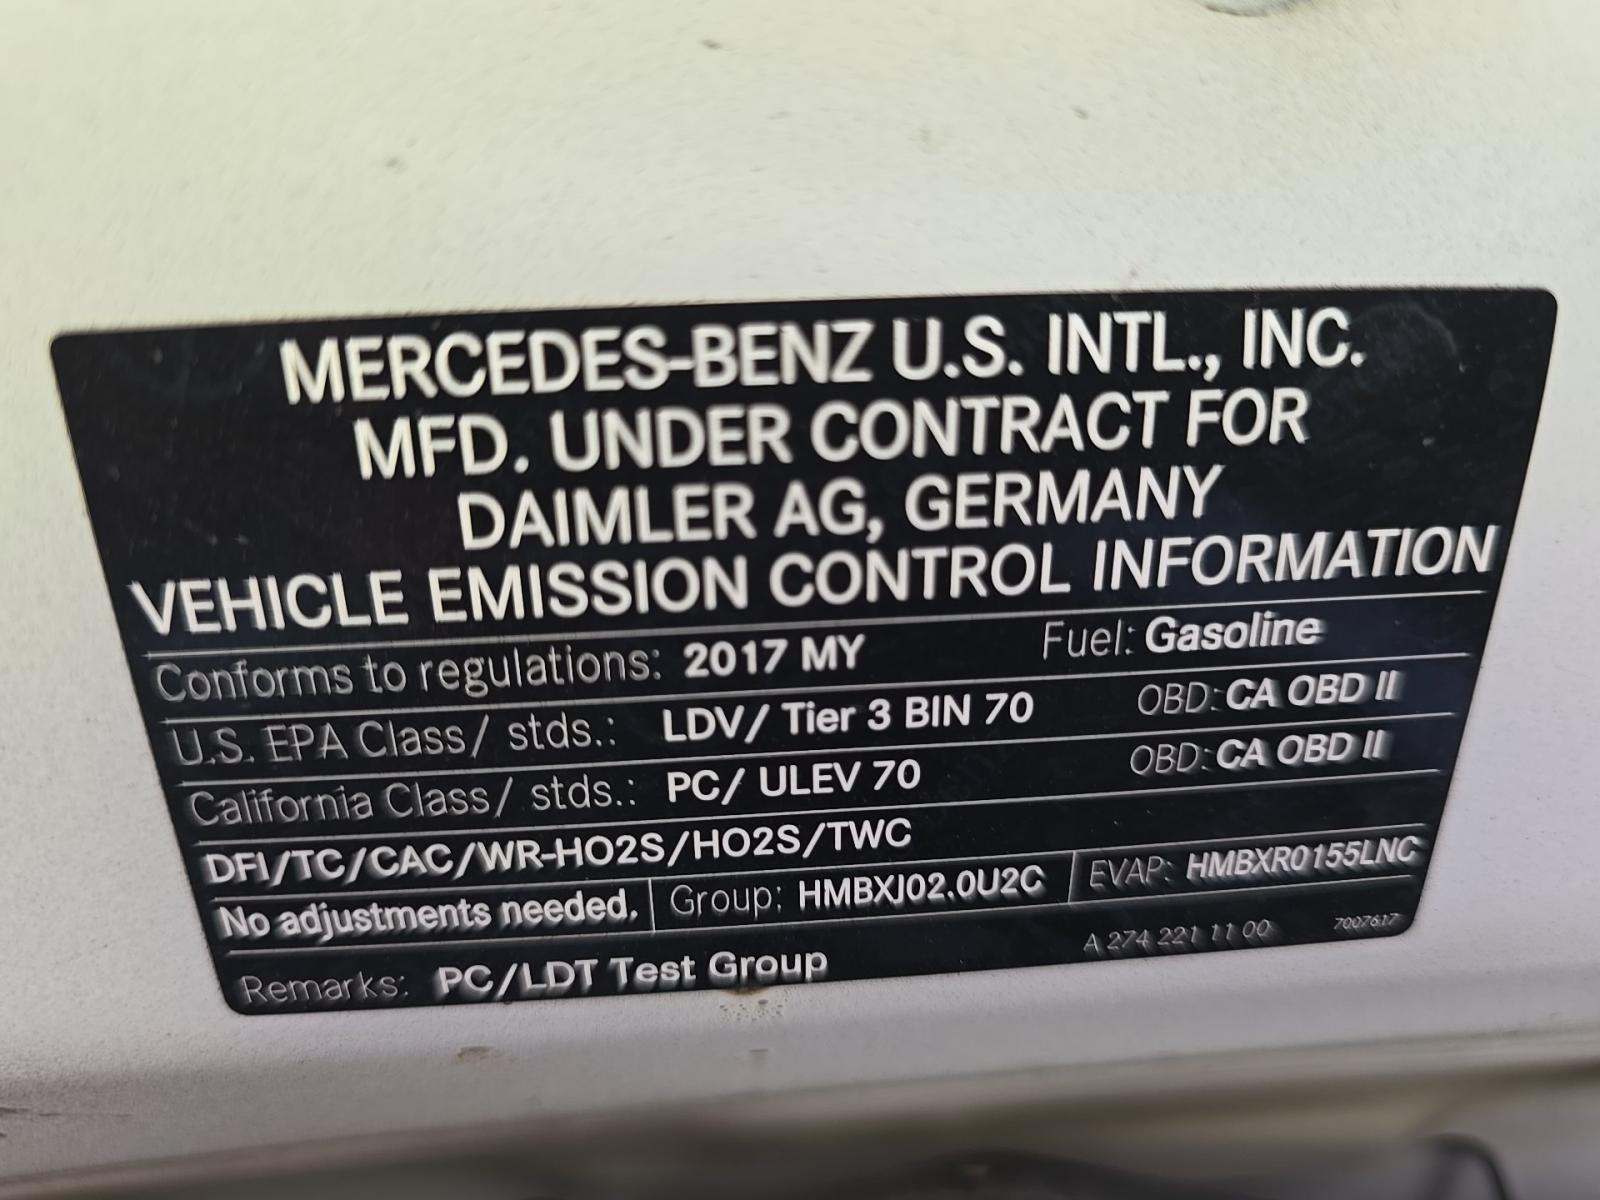 MERCEDES-BENZ U.S. INTL., INC.
MFD. UNDER CONTRACT FOR
DAIMLER AG, GERMANY
VEHICLE EMISSION CONTROL INFORMATION
Conforms to regulations: 2017 MY Fuel: Gasoline
U.S. EPA Class/ stds.: LDV/ Tier 3 BIN 70 OBD: CA OBD II
California Class/ stds.: PC/ ULEV 70 OBD: CA OBD II
DFI/TC/CAC/WR-HO2S/HO2S/TWC
No adjustments needed. Group: HMBXJ02.0U2C EVAP: HMBXR0155LNC
Remarks: PC/LDT Test Group A 274 221 11 00 7007617